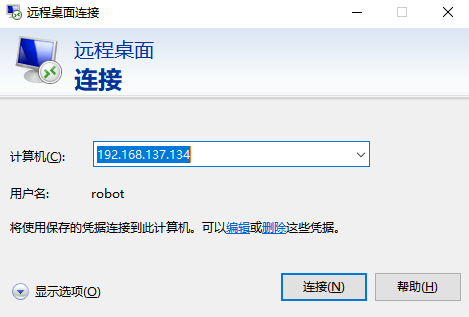 远程桌面连接
远程桌面
连接
计算机(C): 192.168.137.134
用户名: robot
将使用保存的凭据连接到此计算机。可以编辑或删除这些凭据。
显示选项(O) 连接(N) 帮助(H)